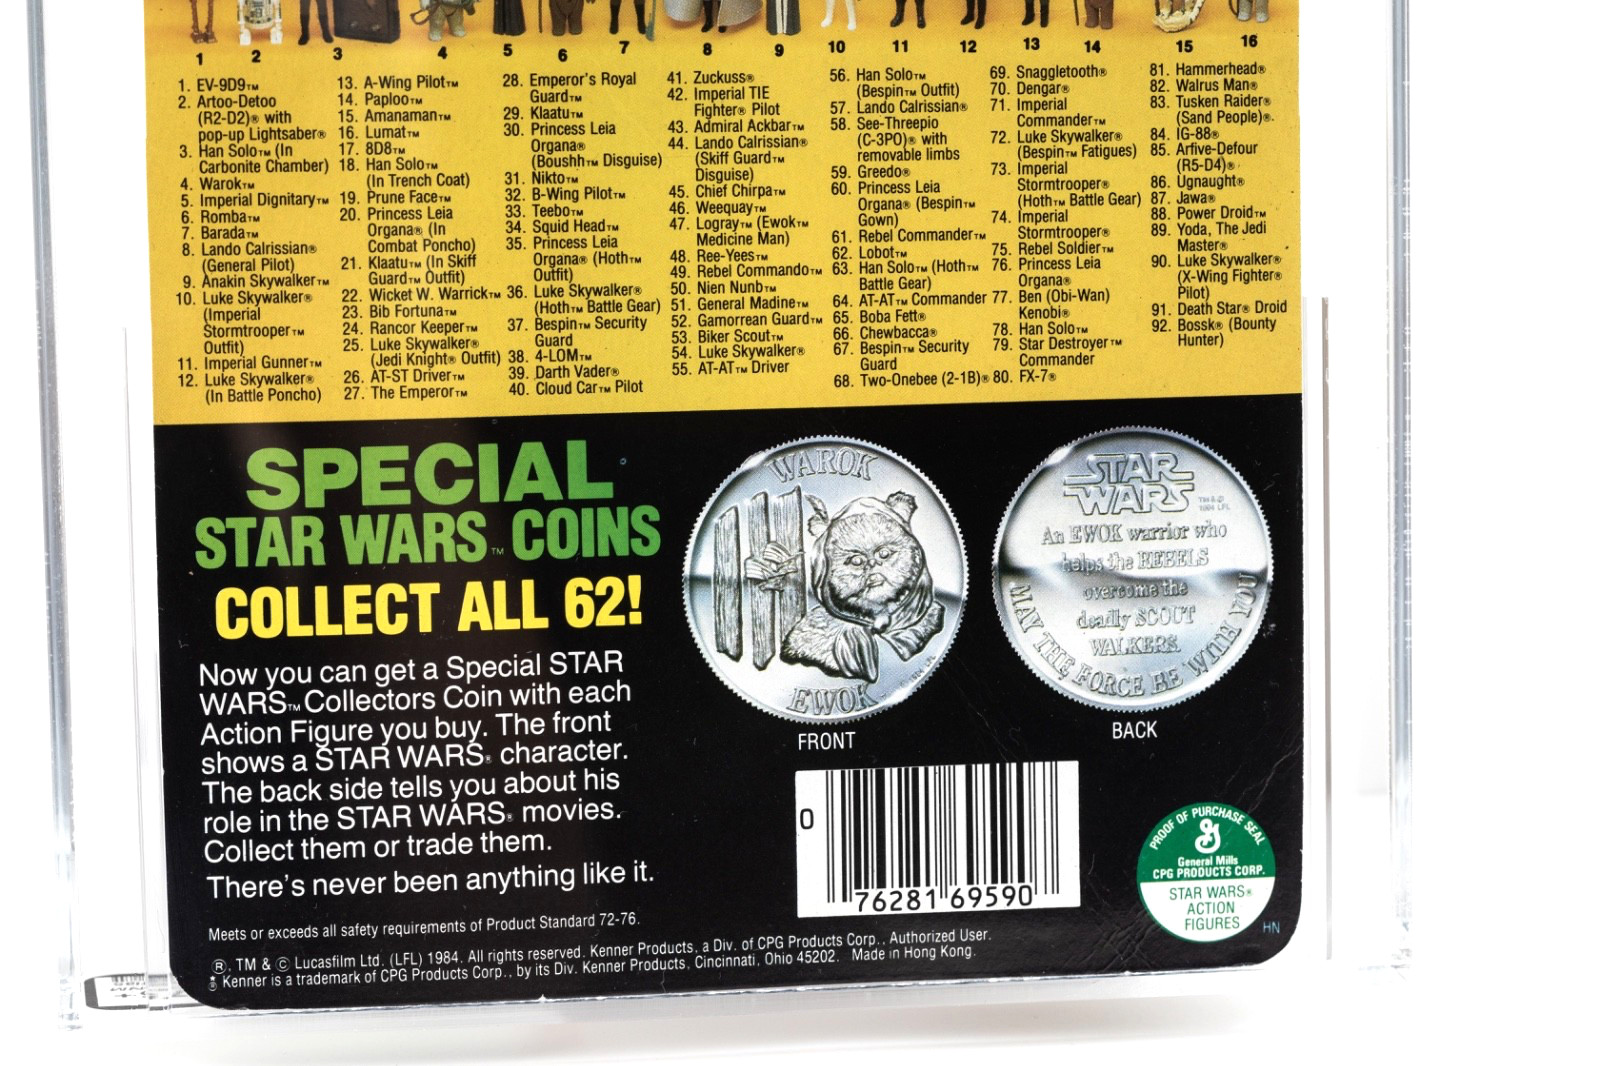 1 2 3 4 5 6 7 8 9 10 11 12 13 14 15 16
1. EV-9D9™
2. Artoo-Detoo
(R2-D2)® with
pop-up Lightsaber®
3. Han Solo™ (In
Carbonite Chamber)
4. Warok™
5. Imperial Dignitary™
6. Romba™
7. Barada™
8. Lando Calrissian®
(General Pilot)
9. Anakin Skywalker™
10. Luke Skywalker®
(Imperial
Stormtrooper™
Outfit)
11. Imperial Gunner™
12. Luke Skywalker®
(In Battle Poncho)
13. A-Wing Pilot™
14. Paploo™
15. Amanaman™
16. Lumat™
17. 8D8™
18. Han Solo™
(In Trench Coat)
19. Prune Face™
20. Princess Leia
Organa® (In
Combat Poncho)
21. Klaatu™ (In Skiff
Guard™ Outfit)
22. Wicket W. Warrick™
23. Bib Fortuna™
24. Rancor Keeper™
25. Luke Skywalker®
(Jedi Knight® Outfit)
26. AT-ST Driver™
27. The Emperor™
28. Emperor's Royal
Guard™
29. Klaatu™
30. Princess Leia
Organa®
(Boushh™ Disguise)
31. Nikto™
32. B-Wing Pilot™
33. Teebo™
34. Squid Head™
35. Princess Leia
Organa® (Hoth™
Outfit)
36. Luke Skywalker®
(Hoth™ Battle Gear)
37. Bespin™ Security
Guard
38. 4-LOM™
39. Darth Vader®
40. Cloud Car™ Pilot
41. Zuckuss®
42. Imperial TIE
Fighter® Pilot
43. Admiral Ackbar™
44. Lando Calrissian®
(Skiff Guard™
Disguise)
45. Chief Chirpa™
46. Weequay™
47. Logray™ (Ewok™
Medicine Man)
48. Ree-Yees™
49. Rebel Commando™
50. Nien Nunb™
51. General Madine™
52. Gamorrean Guard™
53. Biker Scout™
54. Luke Skywalker®
55. AT-AT™ Driver
56. Han Solo™
(Bespin™ Outfit)
57. Lando Calrissian®
58. See-Threepio
(C-3PO)® with
removable limbs
59. Greedo®
60. Princess Leia
Organa® (Bespin™
Gown)
61. Rebel Commander™
62. Lobot™
63. Han Solo™ (Hoth™
Battle Gear)
64. AT-AT™ Commander
65. Boba Fett®
66. Chewbacca®
67. Bespin™ Security
Guard
68. Two-Onebee (2-1B)®
69. Snaggletooth®
70. Dengar®
71. Imperial
Commander™
72. Luke Skywalker®
(Bespin™ Fatigues)
73. Imperial
Stormtrooper®
(Hoth™ Battle Gear)
74. Imperial
Stormtrooper®
75. Rebel Soldier™
76. Princess Leia
Organa®
77. Ben (Obi-Wan)
Kenobi®
78. Han Solo™
79. Star Destroyer™
Commander
80. FX-7®
81. Hammerhead®
82. Walrus Man®
83. Tusken Raider®
(Sand People)®.
84. IG-88®
85. Arfive-Defour
(R5-D4)®
86. Ugnaught®
87. Jawa®
88. Power Droid™
89. Yoda, The Jedi
Master®
90. Luke Skywalker®
(X-Wing Fighter®
Pilot)
91. Death Star® Droid
92. Bossk® (Bounty
Hunter)
SPECIAL
STAR WARS™ COINS
COLLECT ALL 62!
Now you can get a Special STAR
WARS™ Collectors Coin with each
Action Figure you buy. The front
shows a STAR WARS® character.
The back side tells you about his
role in the STAR WARS® movies.
Collect them or trade them.
There's never been anything like it.
WAROK
EWOK
FRONT
STAR
WARS
TM & ©
1984 LFL
An EWOK warrior who
helps the REBELS
overcome the
deadly SCOUT
WALKERS.
MAY THE FORCE BE WITH YOU
BACK
0 76281 69590
PROOF OF PURCHASE SEAL
General Mills
CPG PRODUCTS CORP.
STAR WARS®
ACTION
FIGURES
HN
Meets or exceeds all safety requirements of Product Standard 72-76.
®, TM & © Lucasfilm Ltd. (LFL) 1984. All rights reserved. Kenner Products, a Div. of CPG Products Corp., Authorized User.
® Kenner is a trademark of CPG Products Corp., by its Div. Kenner Products, Cincinnati, Ohio 45202. Made in Hong Kong.